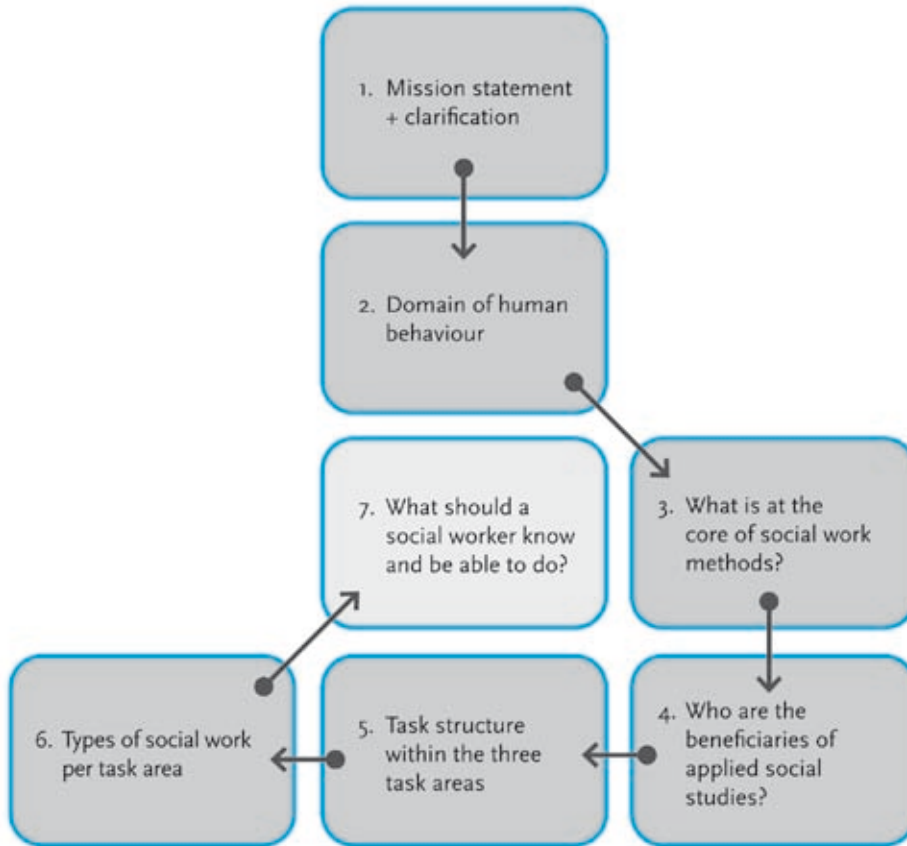 1. Mission statement
+ clarification
2. Domain of human
behaviour
3. What is at the
core of social work
methods?
4. Who are the
beneficiaries of
applied social
studies?
5. Task structure
within the three
task areas
6. Types of social work
per task area
7. What should a
social worker know
and be able to do?